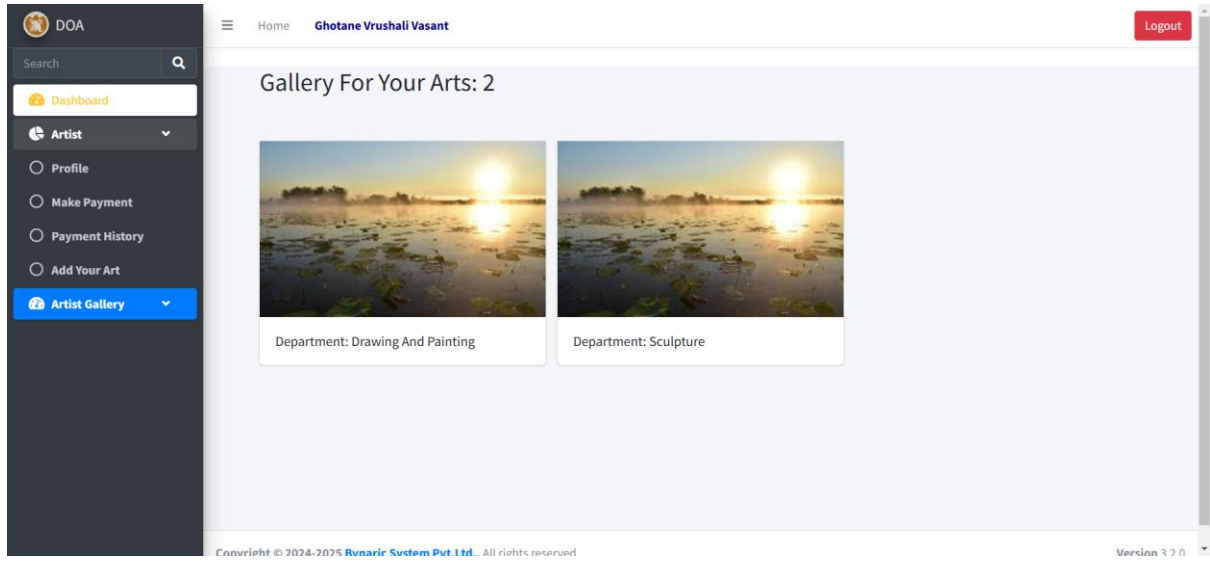 DOA
Home Ghotane Vrushali Vasant
Logout
Search
Gallery For Your Arts: 2
Dashboard
Artist
Profile
Make Payment
Payment History
Add Your Art
Artist Gallery
Department: Drawing And Painting
Department: Sculpture
Copyright © 2024-2025 Bynaric System Pvt.Ltd.. All rights reserved
Version 3.2.0